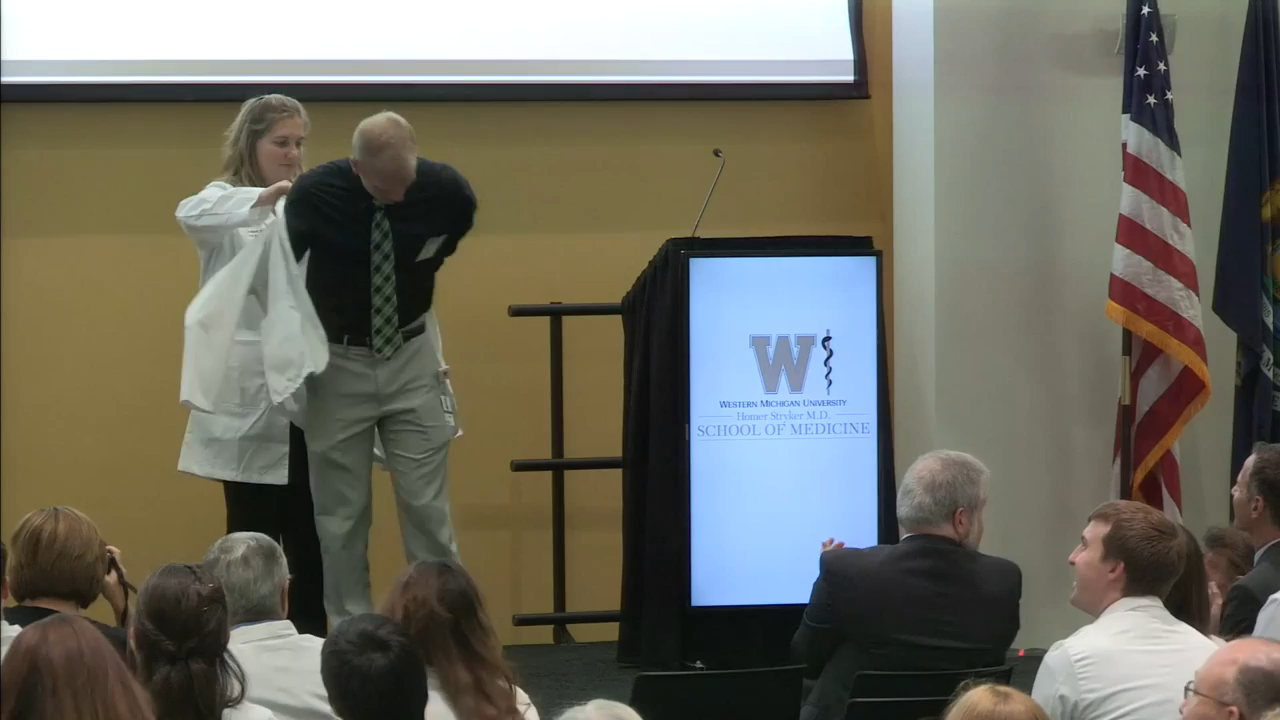 W
WESTERN MICHIGAN UNIVERSITY
Homer Stryker M.D.
SCHOOL OF MEDICINE